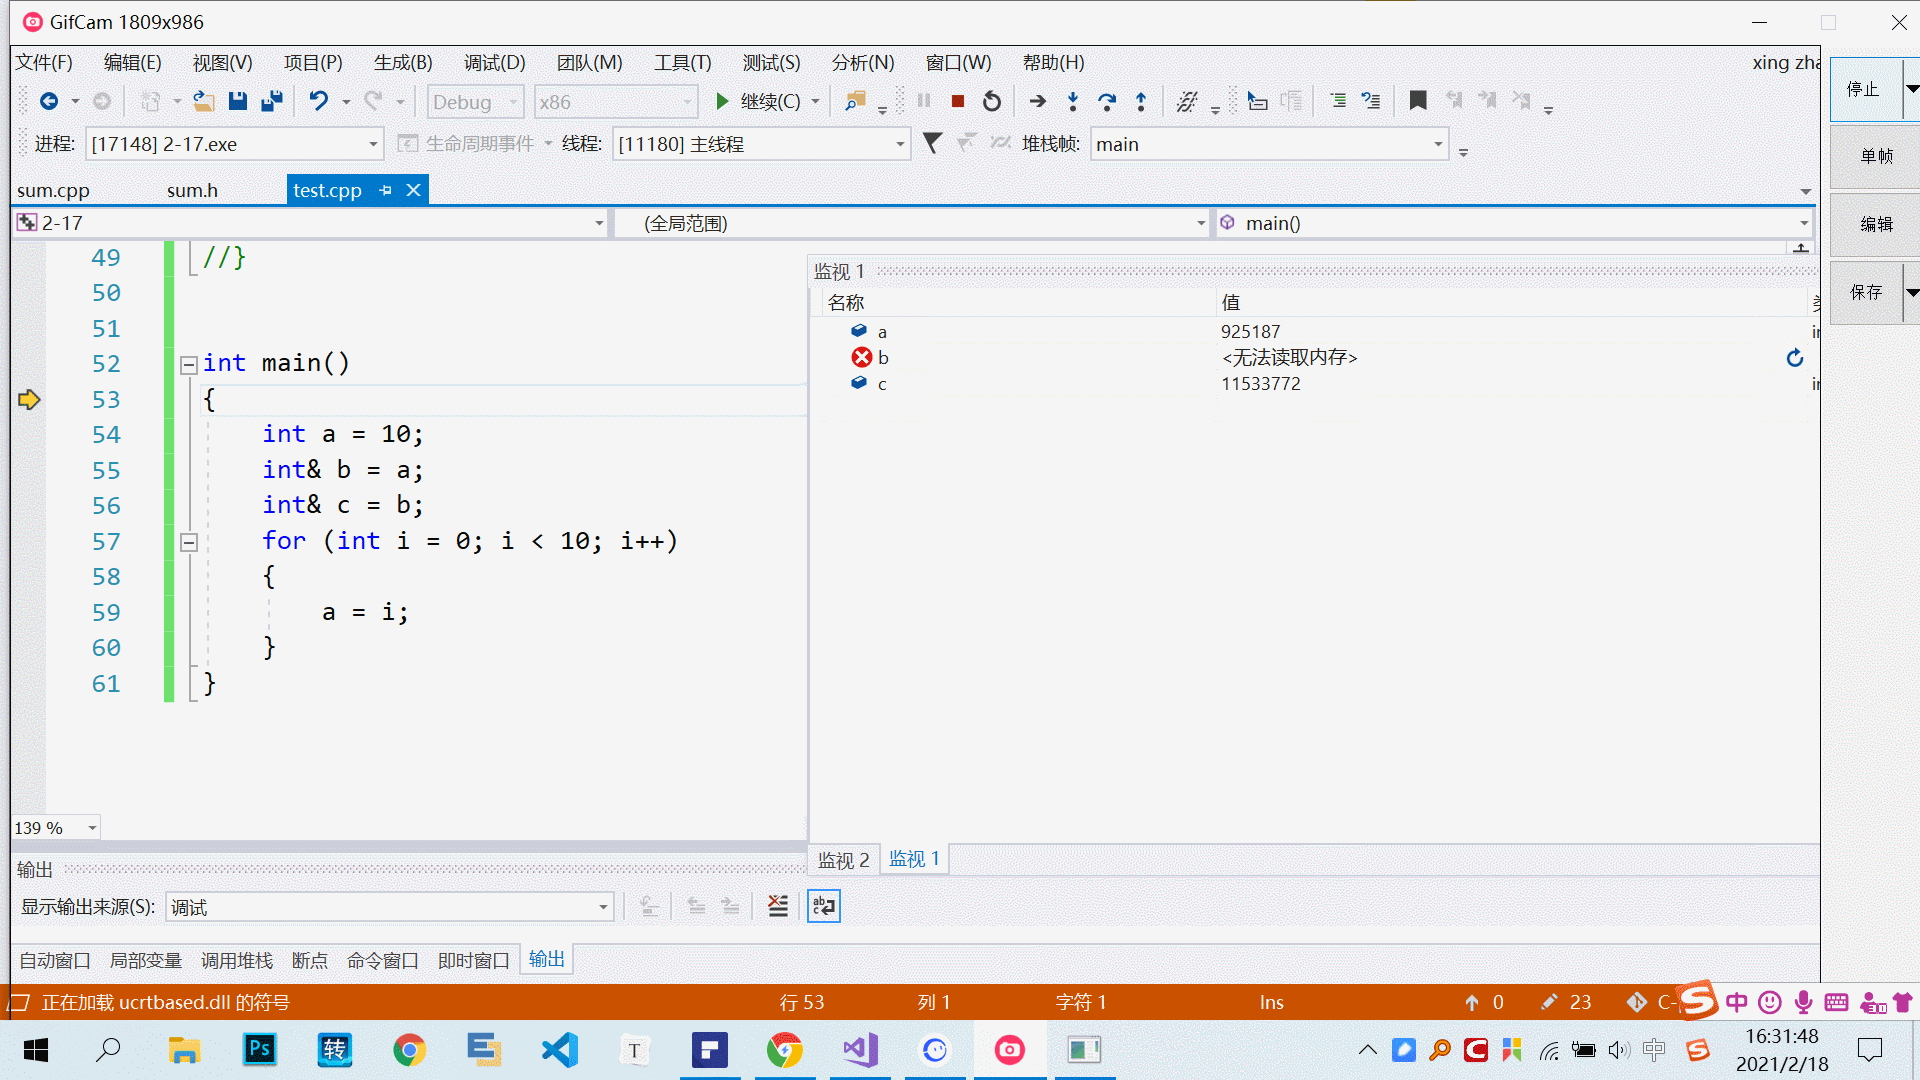 GifCam 1809x986
文件(F) 编辑(E) 视图(V) 项目(P) 生成(B) 调试(D) 团队(M) 工具(T) 测试(S) 分析(N) 窗口(W) 帮助(H) xing zha
Debug x86 继续(C)
进程: [17148] 2-17.exe 生命周期事件 线程: [11180] 主线程 堆栈帧: main
停止
单帧
编辑
保存
sum.cpp sum.h test.cpp
2-17 (全局范围) main()
49 //}
50
51
52 int main()
53 {
54 int a = 10;
55 int& b = a;
56 int& c = b;
57 for (int i = 0; i < 10; i++)
58 {
59 a = i;
60 }
61 }
监视 1
名称 值
a 925187
b <无法读取内存>
c 11533772
139 %
监视 2 监视 1
输出
显示输出来源(S): 调试
自动窗口 局部变量 调用堆栈 断点 命令窗口 即时窗口 输出
正在加载 ucrtbased.dll 的符号 行 53 列 1 字符 1 Ins 0 23 C- 中
Ps 转 T 中
16:31:48
2021/2/18